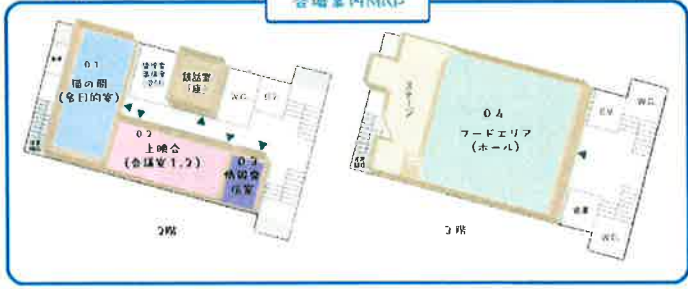 会場案内MAP
01
猫の間
(多目的室)
談話室
(庭)
WC
EV
02
上映会
(会議室1,2)
03
情報発
信室
2階
ステージ
04
フードエリア
(ホール)
EV
WC
倉庫
WC
3階